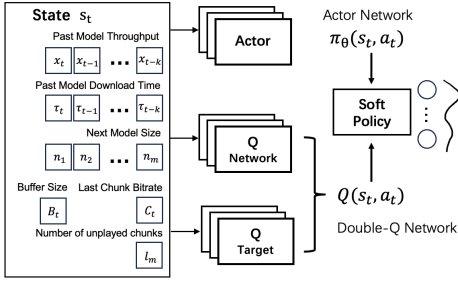 State s_t
Past Model Throughput
x_t x_{t-1} ... x_{t-k}
Past Model Download Time
τ_t τ_{t-1} ... τ_{t-k}
Next Model Size
n_1 n_2 ... n_m
Buffer Size Last Chunk Bitrate
B_t C_t
Number of unplayed chunks
l_m
Actor
Q
Network
Q
Target
Actor Network
π_θ(s_t, a_t)
Soft
Policy
Q(s_t, a_t)
Double-Q Network